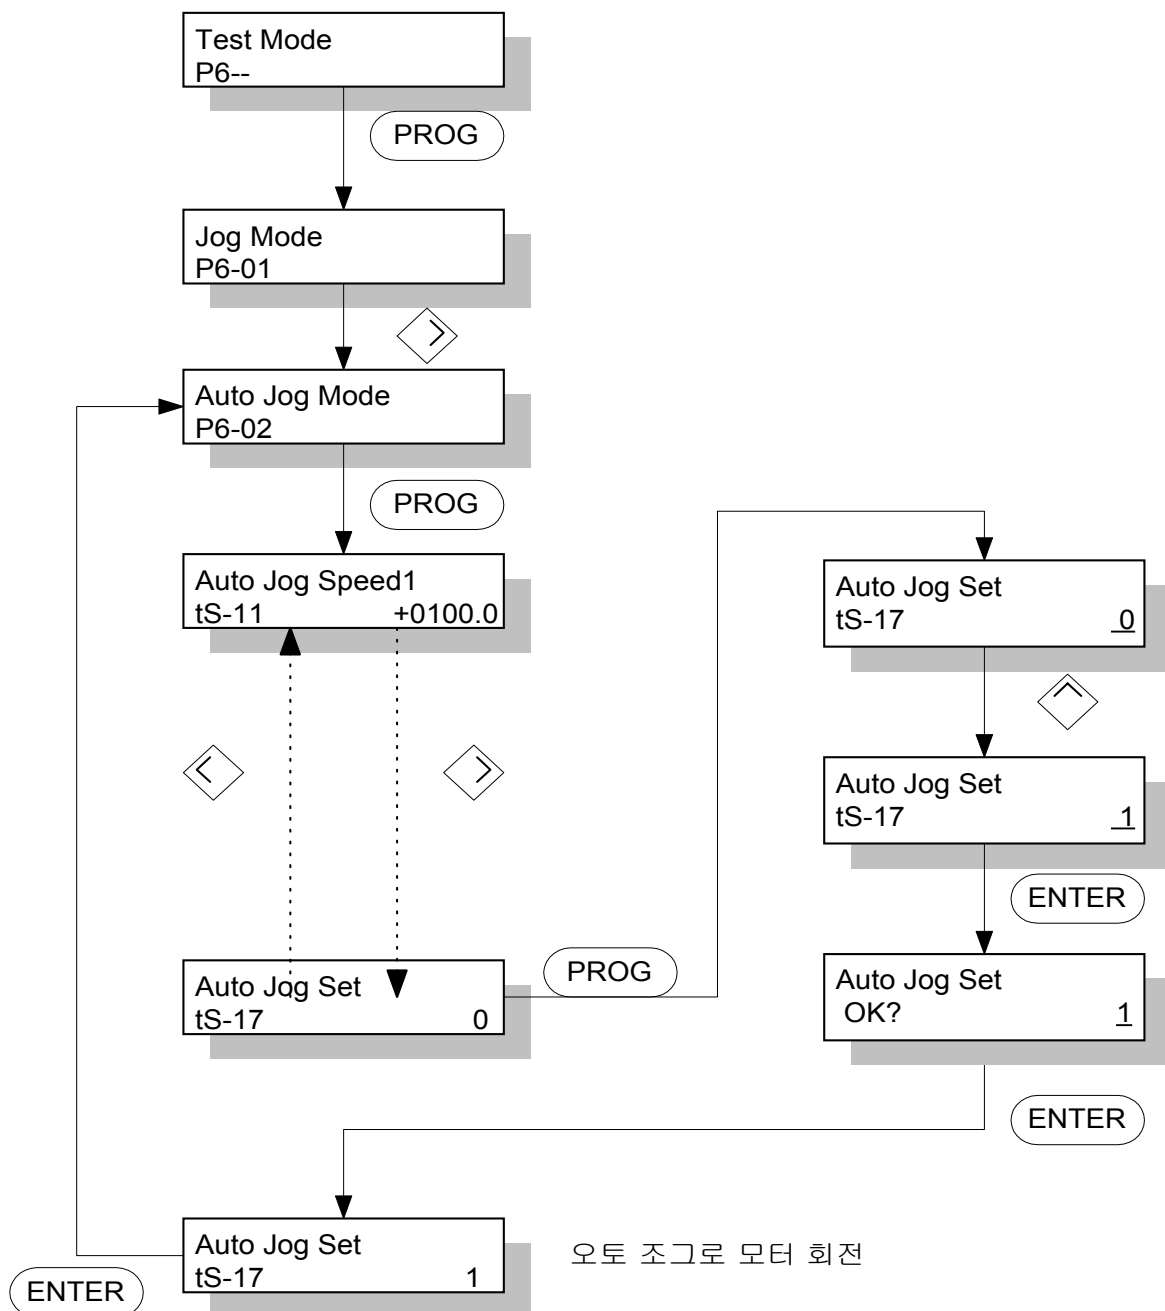 Test Mode
P6--
PROG
Jog Mode
P6-01
Auto Jog Mode
P6-02
PROG
Auto Jog Speed1
tS-11 +0100.0
Auto Jog Set
tS-17 0
PROG
Auto Jog Set
tS-17 0
Auto Jog Set
tS-17 1
ENTER
Auto Jog Set
OK? 1
ENTER
Auto Jog Set
tS-17 1
오토 조그로 모터 회전
ENTER